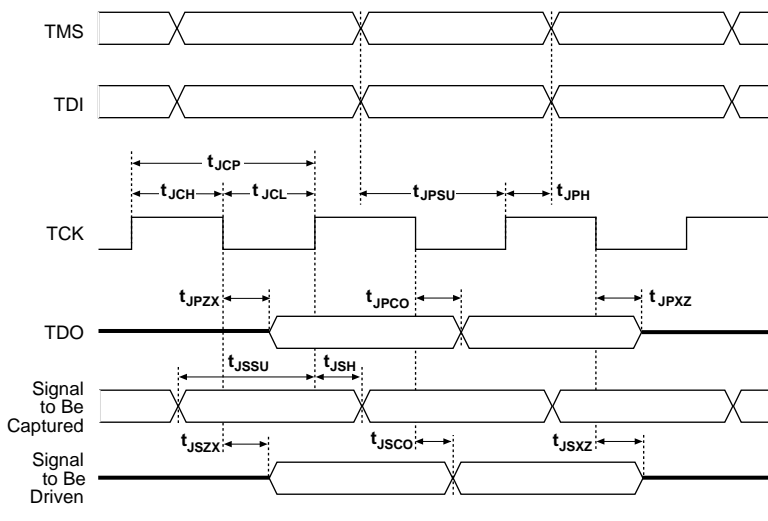 TMS
TDI
tJCP
tJCH
tJCL
tJPSU
tJPH
TCK
tJPZX
tJPCO
tJPXZ
TDO
tJSSU
tJSH
Signal
to Be
Captured
tJSZX
tJSCO
tJSXZ
Signal
to Be
Driven